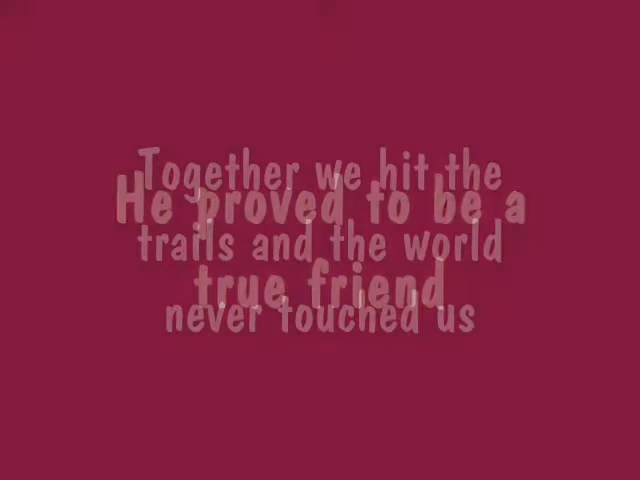 Together we hit the
He proved to be a
trails and the world
true friend
never touched us